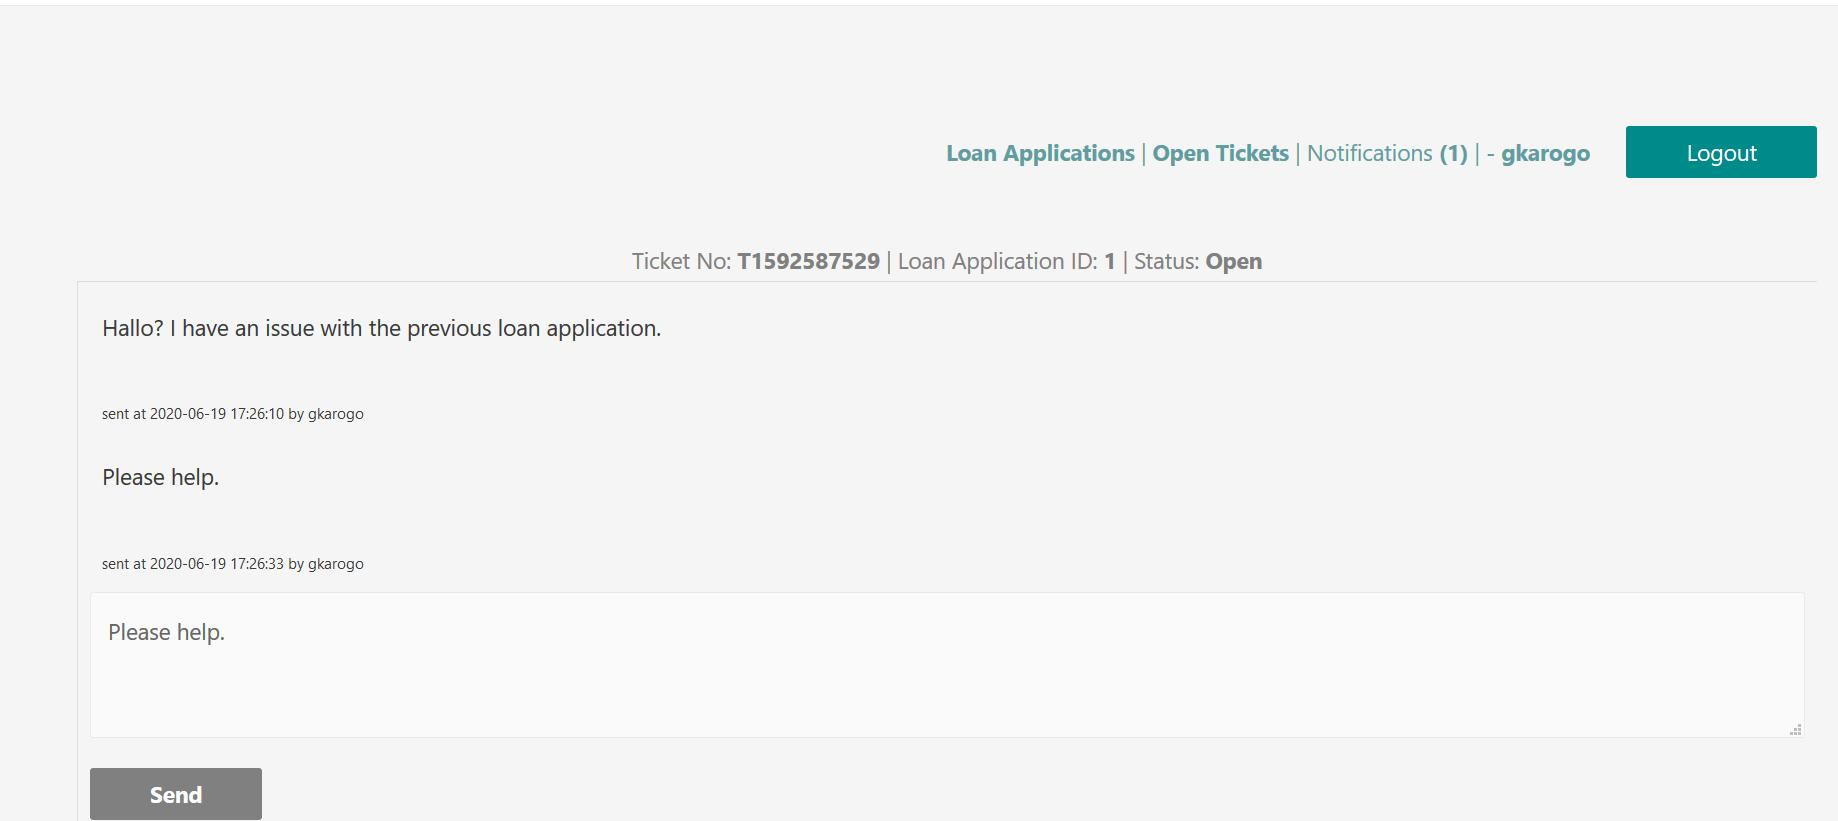 Loan Applications | Open Tickets | Notifications (1) | - gkarogo Logout
Ticket No: T1592587529 | Loan Application ID: 1 | Status: Open
Hallo? I have an issue with the previous loan application.
sent at 2020-06-19 17:26:10 by gkarogo
Please help.
sent at 2020-06-19 17:26:33 by gkarogo
Please help.
Send